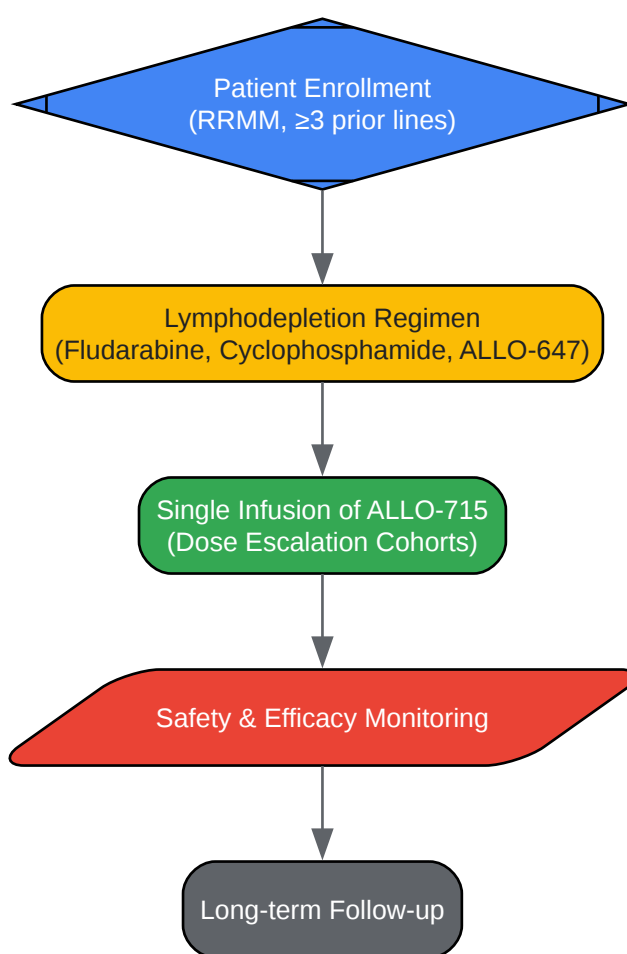 Patient Enrollment
(RRMM, ≥3 prior lines)
Lymphodepletion Regimen
(Fludarabine, Cyclophosphamide, ALLO-647)
Single Infusion of ALLO-715
(Dose Escalation Cohorts)
Safety & Efficacy Monitoring
Long-term Follow-up